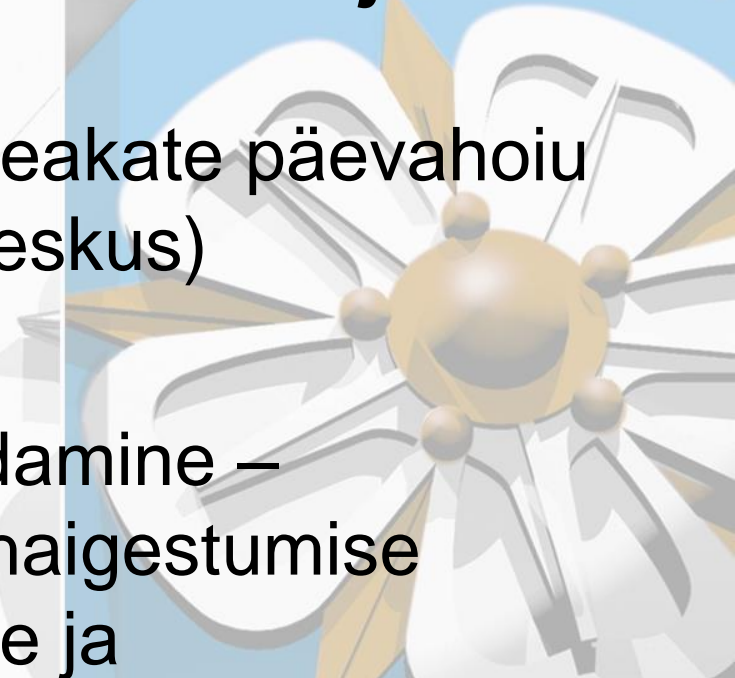 eakate päevahoiu
eskus)
damine –
haigestumise
e ja